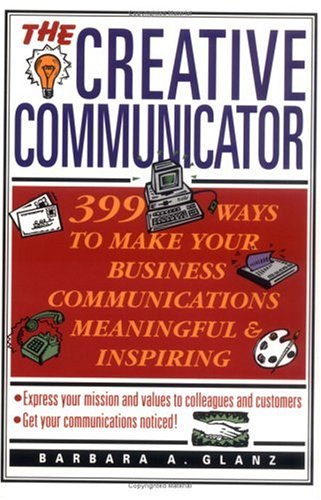 THE
CREATIVE
COMMUNICATOR
399 WAYS
TO MAKE YOUR
BUSINESS
COMMUNICATIONS
MEANINGFUL &
INSPIRING
•Express your mission and values to colleagues and customers
•Get your communications noticed!
BARBARA A. GLANZ